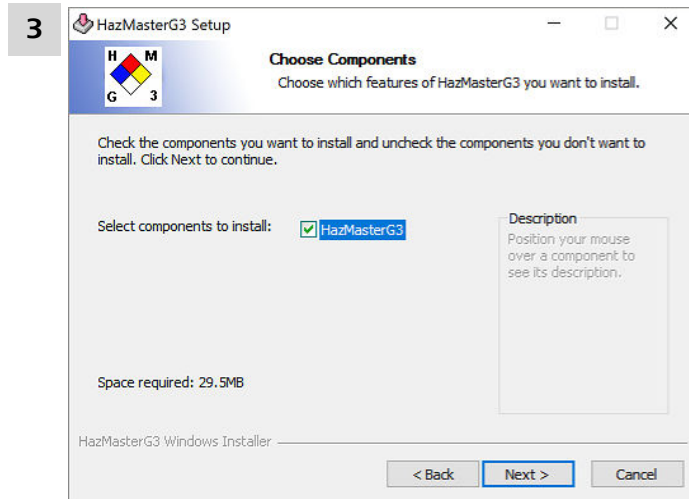 3
HazMasterG3 Setup
H M
G 3
Choose Components
Choose which features of HazMasterG3 you want to install.
Check the components you want to install and uncheck the components you don't want to
install. Click Next to continue.
Select components to install:
HazMasterG3
Description
Position your mouse
over a component to
see its description.
Space required: 29.5MB
HazMasterG3 Windows Installer
< Back
Next >
Cancel